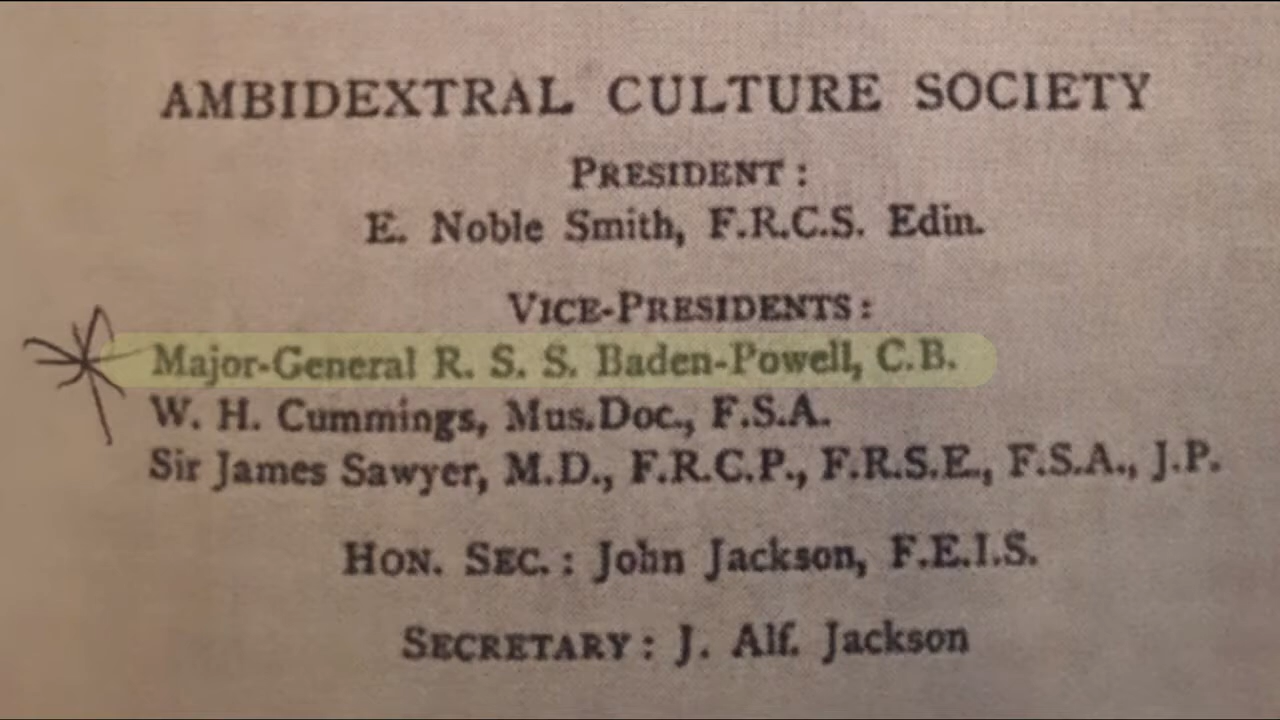 AMBIDEXTRAL CULTURE SOCIETY
PRESIDENT:
E. Noble Smith, F.R.C.S. Edin.
VICE-PRESIDENTS:
Major-General R. S. S. Baden-Powell, C.B.
W. H. Cummings, Mus.Doc., F.S.A.
Sir James Sawyer, M.D., F.R.C.P., F.R.S.E., F.S.A., J.P.
HON. SEC.: John Jackson, F.E.I.S.
SECRETARY: J. Alf. Jackson